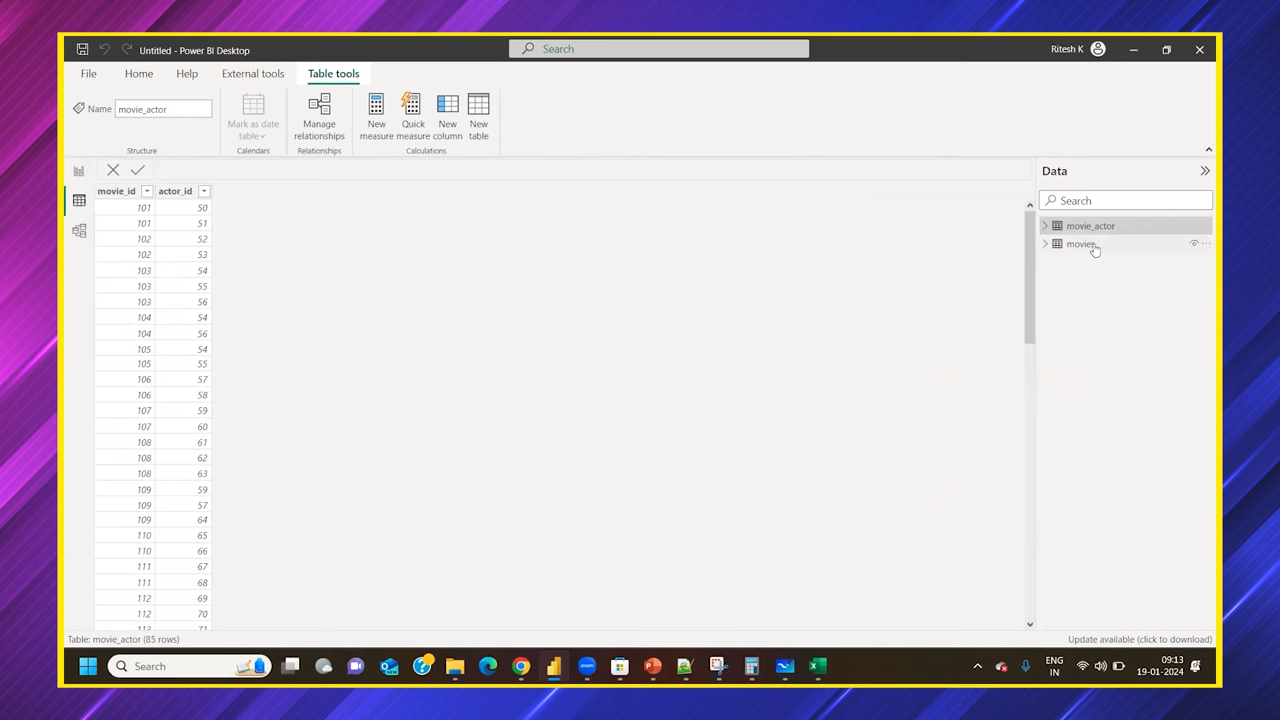 Untitled - Power BI Desktop
Search
Ritesh K
File
Home
Help
External tools
Table tools
Name
movie_actor
Mark as date
table
Manage
relationships
New
measure
Quick
measure
New
column
New
table
Structure
Calendars
Relationships
Calculations
movie_id actor_id
101 50
101 51
102 52
102 53
103 54
103 55
103 56
104 54
104 56
105 54
105 55
106 57
106 58
107 59
107 60
108 61
108 62
108 63
109 59
109 57
109 64
110 65
110 66
111 67
111 68
112 69
112 70
113 71
Data
Search
movie_actor
movies
Table: movie_actor (85 rows)
Update available (click to download)
Search
ENG
IN
09:13
19-01-2024